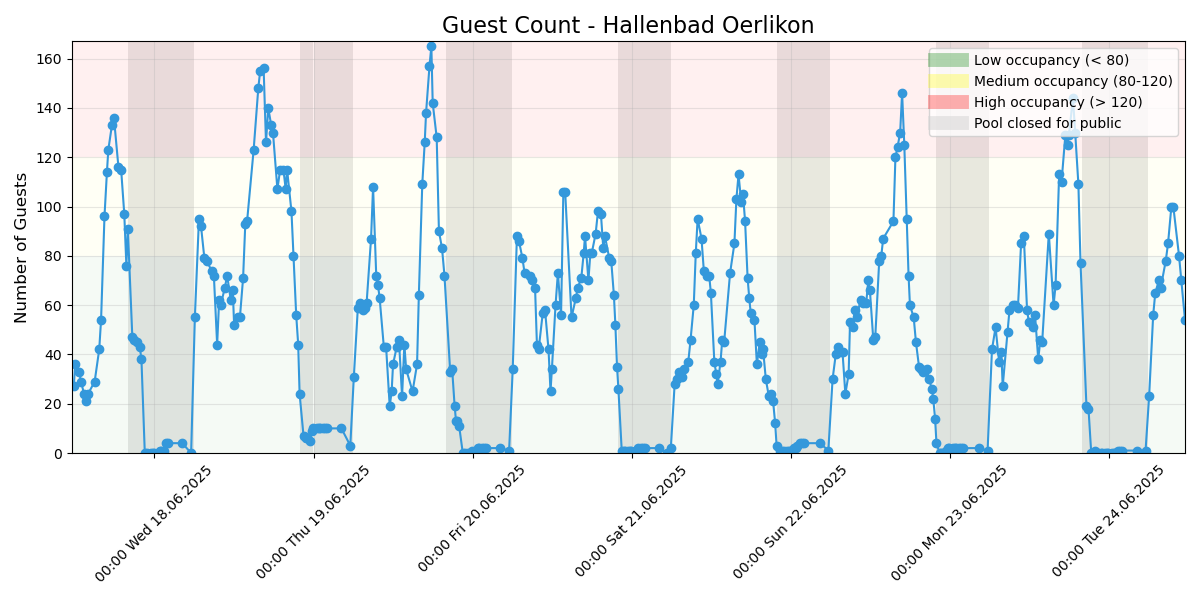 Guest Count - Hallenbad Oerlikon
Number of Guests
160
140
120
100
80
60
40
20
0
Low occupancy (< 80)
Medium occupancy (80-120)
High occupancy (> 120)
Pool closed for public
00:00 Wed 18.06.2025
00:00 Thu 19.06.2025
00:00 Fri 20.06.2025
00:00 Sat 21.06.2025
00:00 Sun 22.06.2025
00:00 Mon 23.06.2025
00:00 Tue 24.06.2025